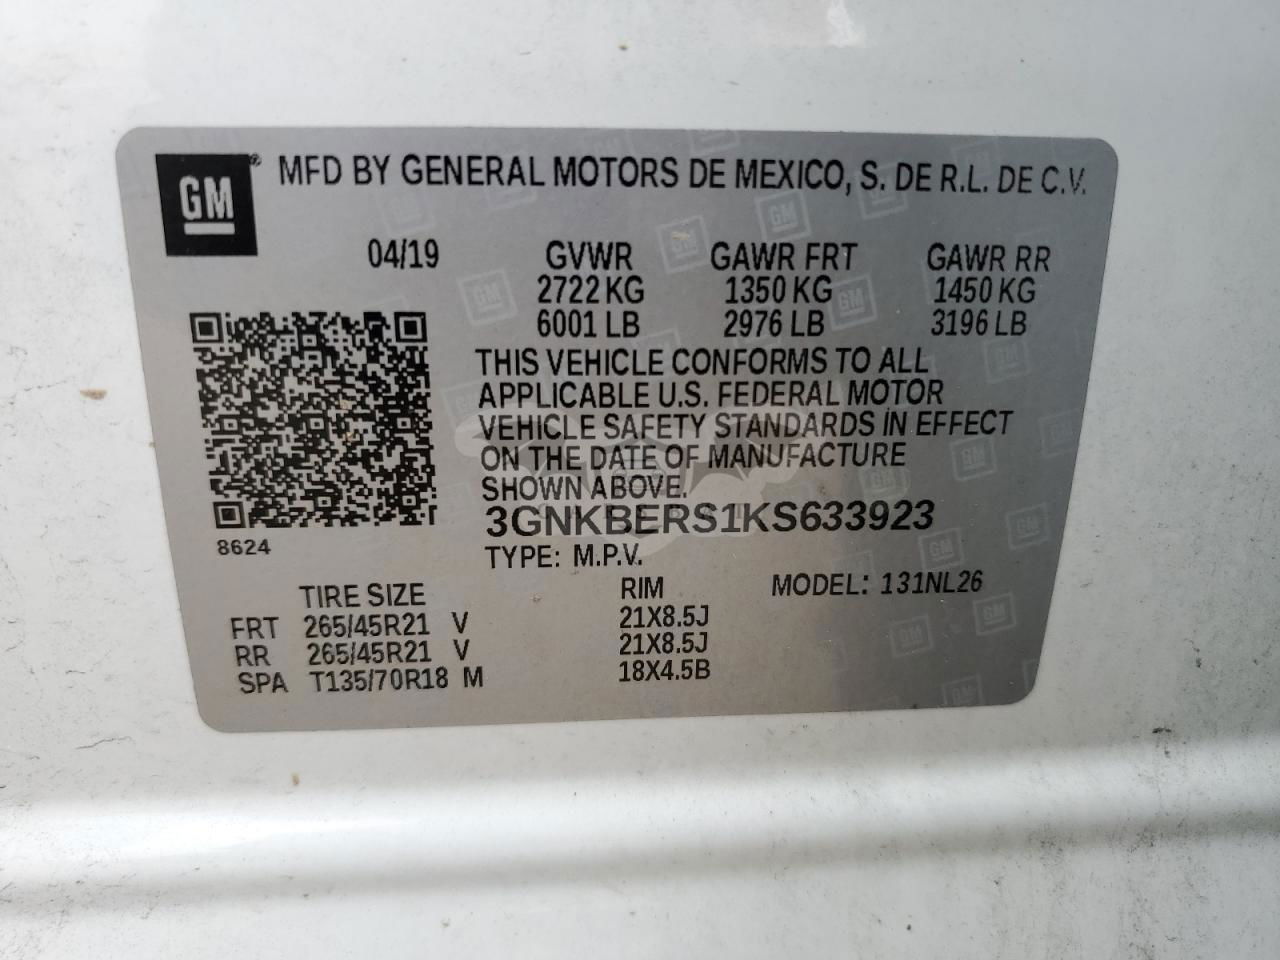 GM® MFD BY GENERAL MOTORS DE MEXICO, S. DE R.L. DE C.V.
04/19 GVWR GAWR FRT GAWR RR
2722 KG 1350 KG 1450 KG
6001 LB 2976 LB 3196 LB
THIS VEHICLE CONFORMS TO ALL
APPLICABLE U.S. FEDERAL MOTOR
VEHICLE SAFETY STANDARDS IN EFFECT
ON THE DATE OF MANUFACTURE
SHOWN ABOVE.
3GNKBERS1KS633923
8624
TYPE: M.P.V.
TIRE SIZE RIM MODEL: 131NL26
FRT 265/45R21 V 21X8.5J
RR 265/45R21 V 21X8.5J
SPA T135/70R18 M 18X4.5B